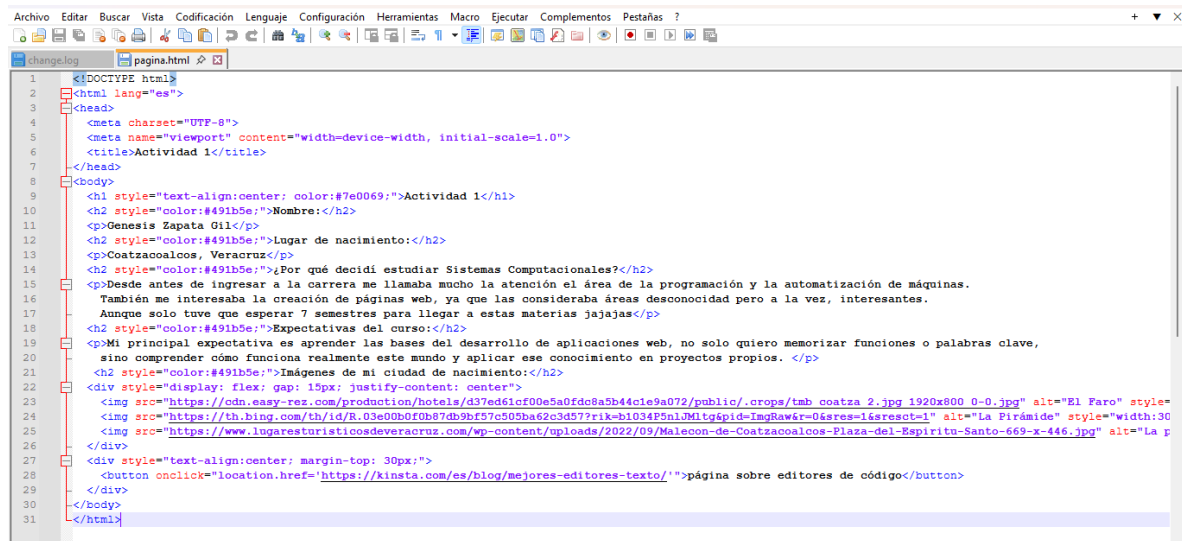 Archivo Editar Buscar Vista Codificación Lenguaje Configuración Herramientas Macro Ejecutar Complementos Pestañas ? + ▼ X
change.log pagina.html
1 <!DOCTYPE html>
2 <html lang="es">
3 <head>
4 <meta charset="UTF-8">
5 <meta name="viewport" content="width=device-width, initial-scale=1.0">
6 <title>Actividad 1</title>
7 </head>
8 <body>
9 <h1 style="text-align:center; color:#7e0069;">Actividad 1</h1>
10 <h2 style="color:#491b5e;">Nombre:</h2>
11 <p>Genesis Zapata Gil</p>
12 <h2 style="color:#491b5e;">Lugar de nacimiento:</h2>
13 <p>Coatzacoalcos, Veracruz</p>
14 <h2 style="color:#491b5e;">¿Por qué decidí estudiar Sistemas Computacionales?</h2>
15 <p>Desde antes de ingresar a la carrera me llamaba mucho la atención el área de la programación y la automatización de máquinas.
16 También me interesaba la creación de páginas web, ya que las consideraba áreas desconocidad pero a la vez, interesantes.
17 Aunque solo tuve que esperar 7 semestres para llegar a estas materias jajajas</p>
18 <h2 style="color:#491b5e;">Expectativas del curso:</h2>
19 <p>Mi principal expectativa es aprender las bases del desarrollo de aplicaciones web, no solo quiero memorizar funciones o palabras clave,
20 sino comprender cómo funciona realmente este mundo y aplicar ese conocimiento en proyectos propios. </p>
21 <h2 style="color:#491b5e;">Imágenes de mi ciudad de nacimiento:</h2>
22 <div style="display: flex; gap: 15px; justify-content: center">
23 <img src="https://cdn.easy-rez.com/production/hotels/d37ed61cf00e5a0fdc8a5b44c1e9a072/public/.crops/tmb_coatza_2.jpg_1920x800_0-0.jpg" alt="El Faro" style=
24 <img src="https://th.bing.com/th/id/R.03e00b0f0b87db9bf57c505ba62c3d57?rik=b1034P5nlJMltg&pid=ImgRaw&r=0&sres=1&sresct=1" alt="La Pirámide" style="width:30
25 <img src="https://www.lugaresturisticosdeveracruz.com/wp-content/uploads/2022/09/Malecon-de-Coatzacoalcos-Plaza-del-Espiritu-Santo-669-x-446.jpg" alt="La p
26 </div>
27 <div style="text-align:center; margin-top: 30px;">
28 <button onclick="location.href='https://kinsta.com/es/blog/mejores-editores-texto/'">página sobre editores de código</button>
29 </div>
30 </body>
31 </html>